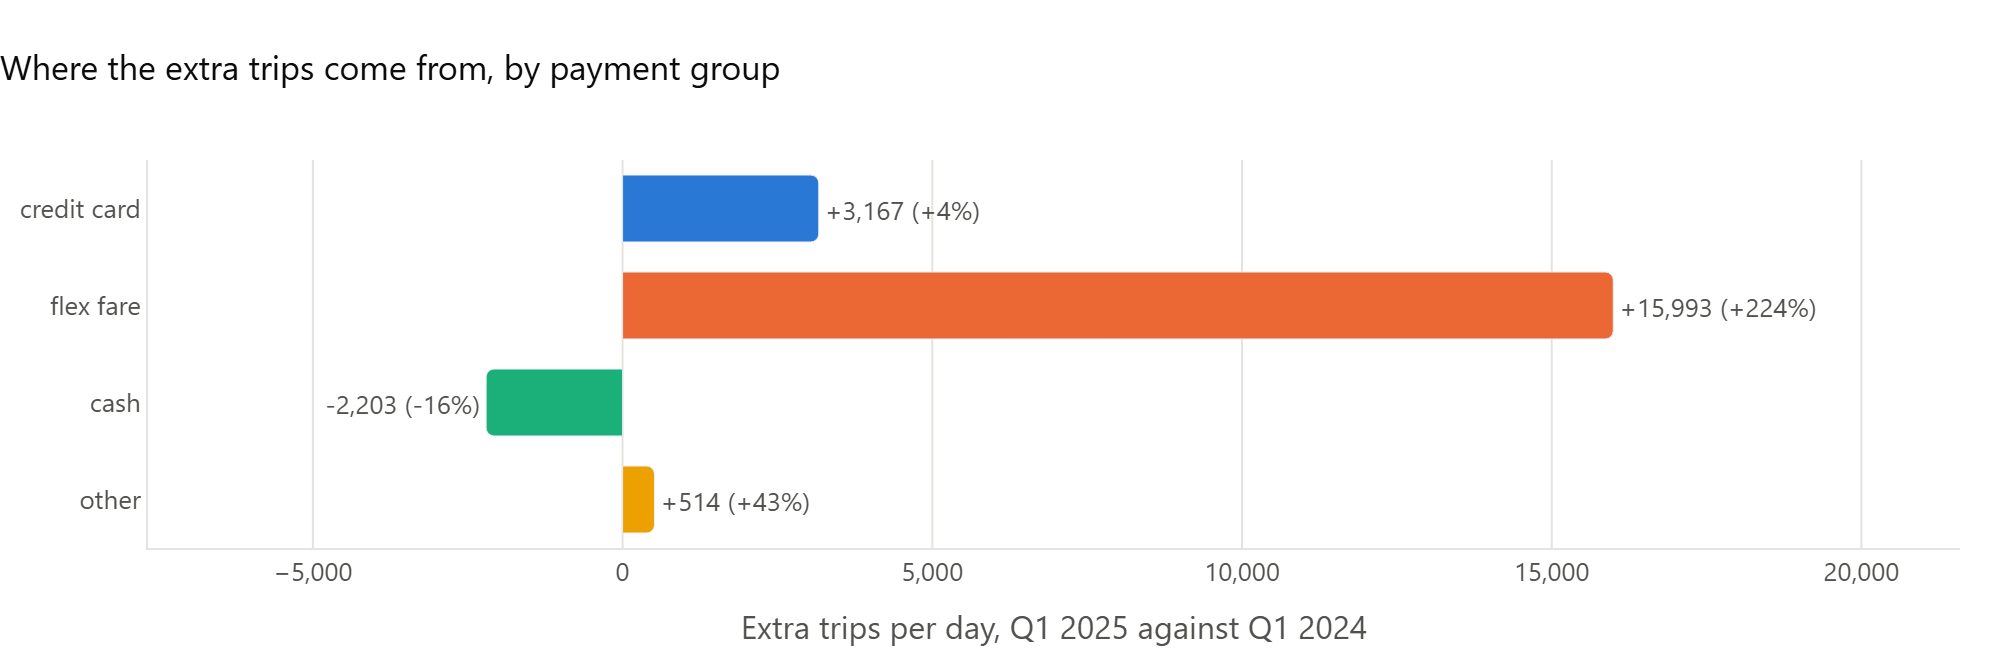 Where the extra trips come from, by payment group
credit card
+3,167 (+4%)
flex fare
+15,993 (+224%)
cash
-2,203 (-16%)
other
+514 (+43%)
−5,000
0
5,000
10,000
15,000
20,000
Extra trips per day, Q1 2025 against Q1 2024